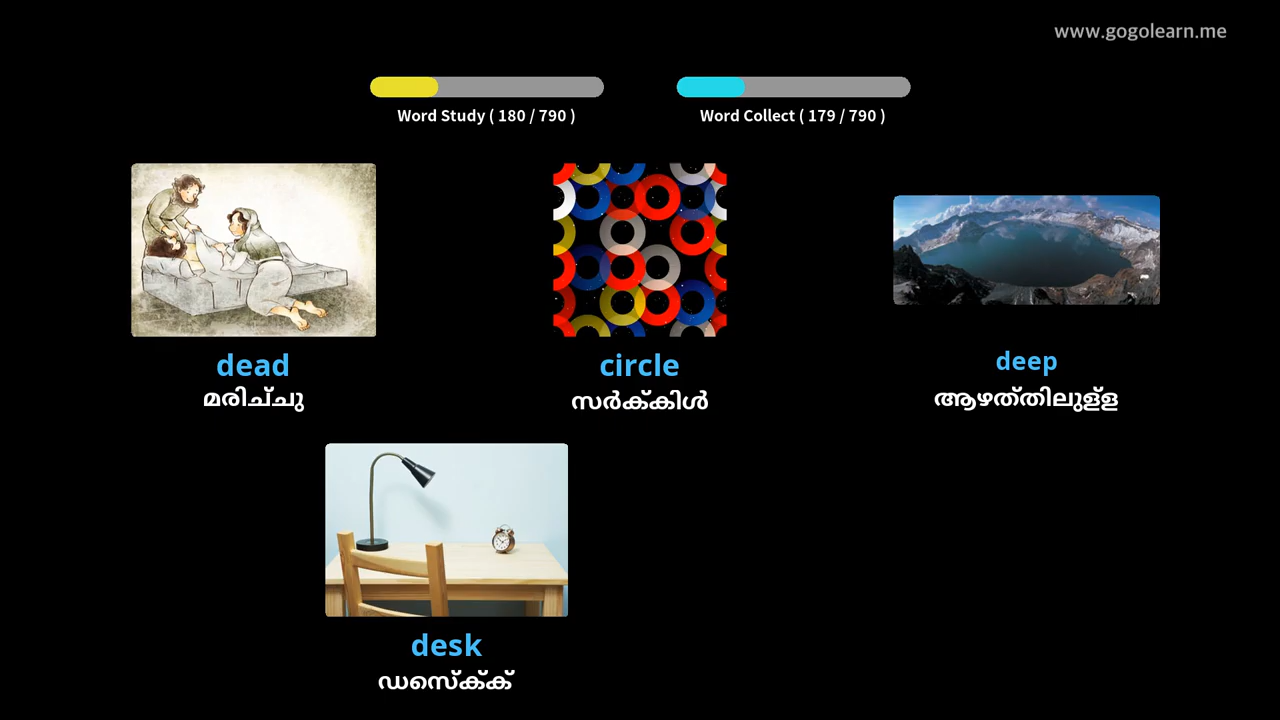 www.gogolearn.me
Word Study ( 180 / 790 )
Word Collect ( 179 / 790 )
dead
മരിച്ചു
circle
സർക്കിൾ
deep
ആഴത്തിലുള്ള
desk
ഡസ്ക്ക്